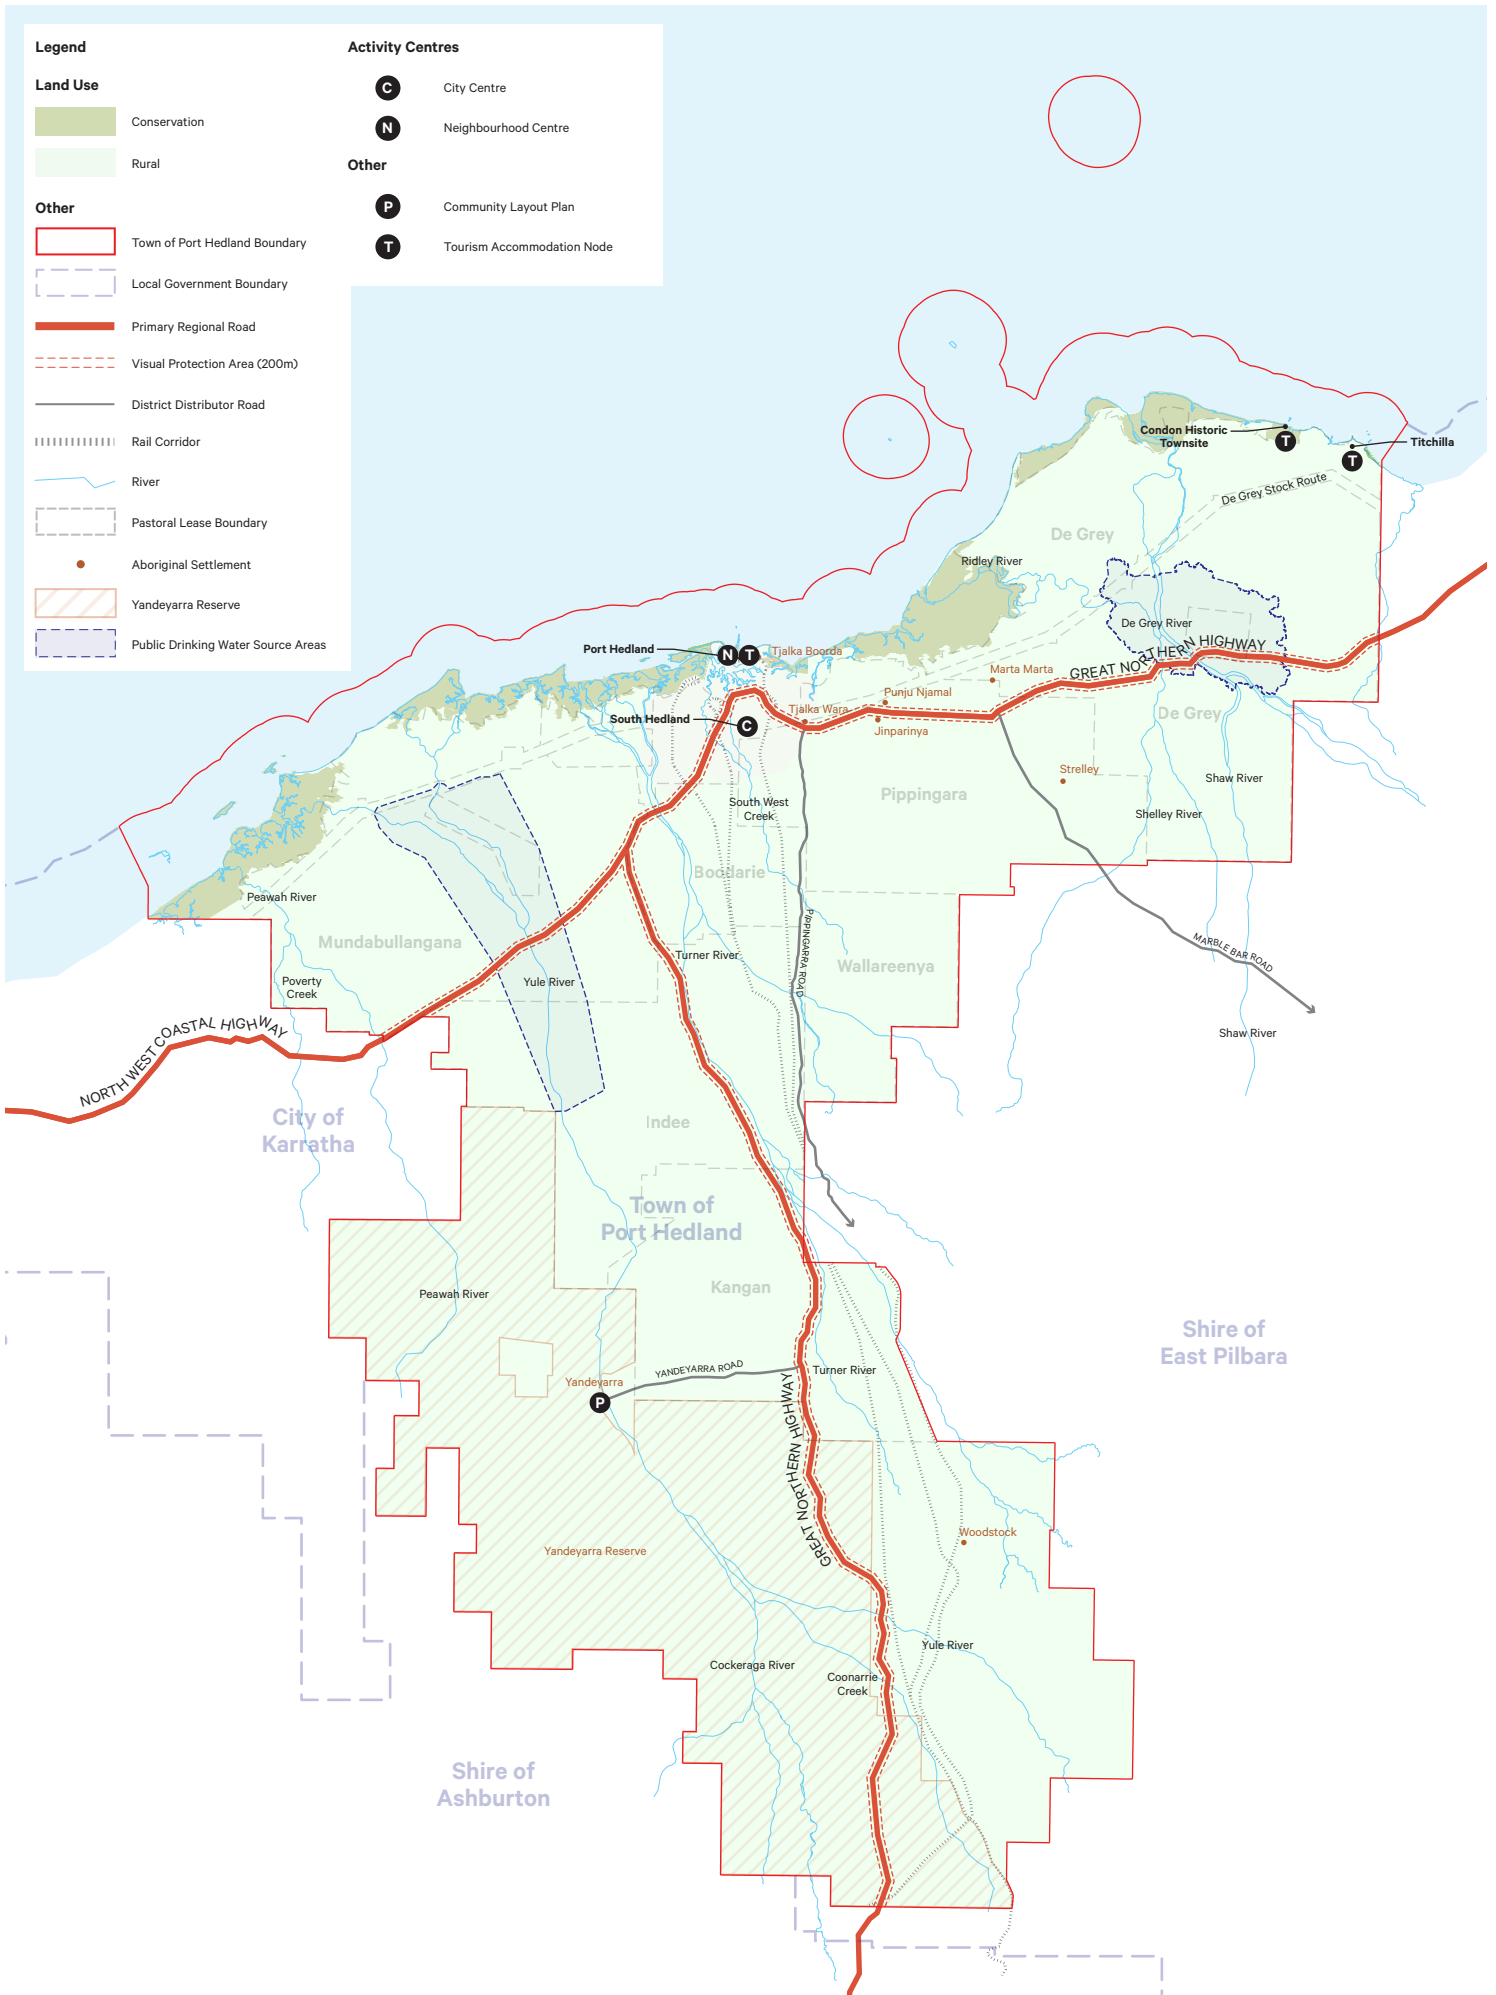 Legend
Land Use
Conservation
Rural
Other
Town of Port Hedland Boundary
Local Government Boundary
Primary Regional Road
Visual Protection Area (200m)
District Distributor Road
Rail Corridor
River
Pastoral Lease Boundary
Aboriginal Settlement
Yandeyarra Reserve
Public Drinking Water Source Areas
Activity Centres
C City Centre
N Neighbourhood Centre
Other
P Community Layout Plan
T Tourism Accommodation Node
Condon Historic
Townsite
T
Titchilla
T
De Grey Stock Route
De Grey
Ridley River
De Grey River
GREAT NORTHERN HIGHWAY
Port Hedland
N
T
Tjalka Boorda
Marta Marta
Punju Njamal
Tjalka Wara
Jinparinya
South Hedland
C
De Grey
Strelley
Shaw River
Shelley River
Pippingara
South West
Creek
Boodarie
Peawah River
Mundabullangana
Turner River
PIPPINGARRA ROAD
Wallareenya
MARBLE BAR ROAD
Poverty
Creek
Yule River
NORTH WEST COASTAL HIGHWAY
Shaw River
City of
Karratha
Indee
Town of
Port Hedland
Kangan
Peawah River
Shire of
East Pilbara
YANDEYARRA ROAD
Turner River
Yandeyarra
P
GREAT NORTHERN HIGHWAY
Woodstock
Yandeyarra Reserve
Yule River
Cockeraga River
Coonarrie
Creek
Shire of
Ashburton